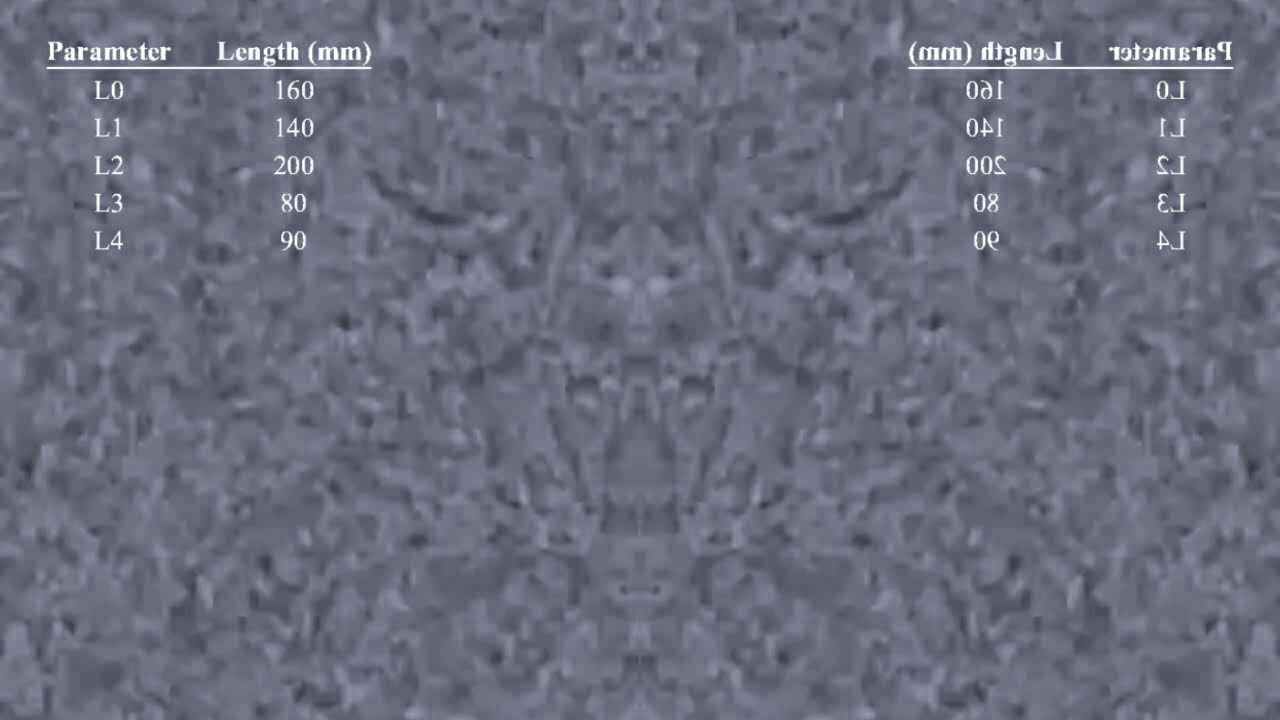 Parameter Length (mm)
L0 160
L1 140
L2 200
L3 80
L4 90
Parameter Length (mm)
L0 160
L1 140
L2 200
L3 80
L4 90